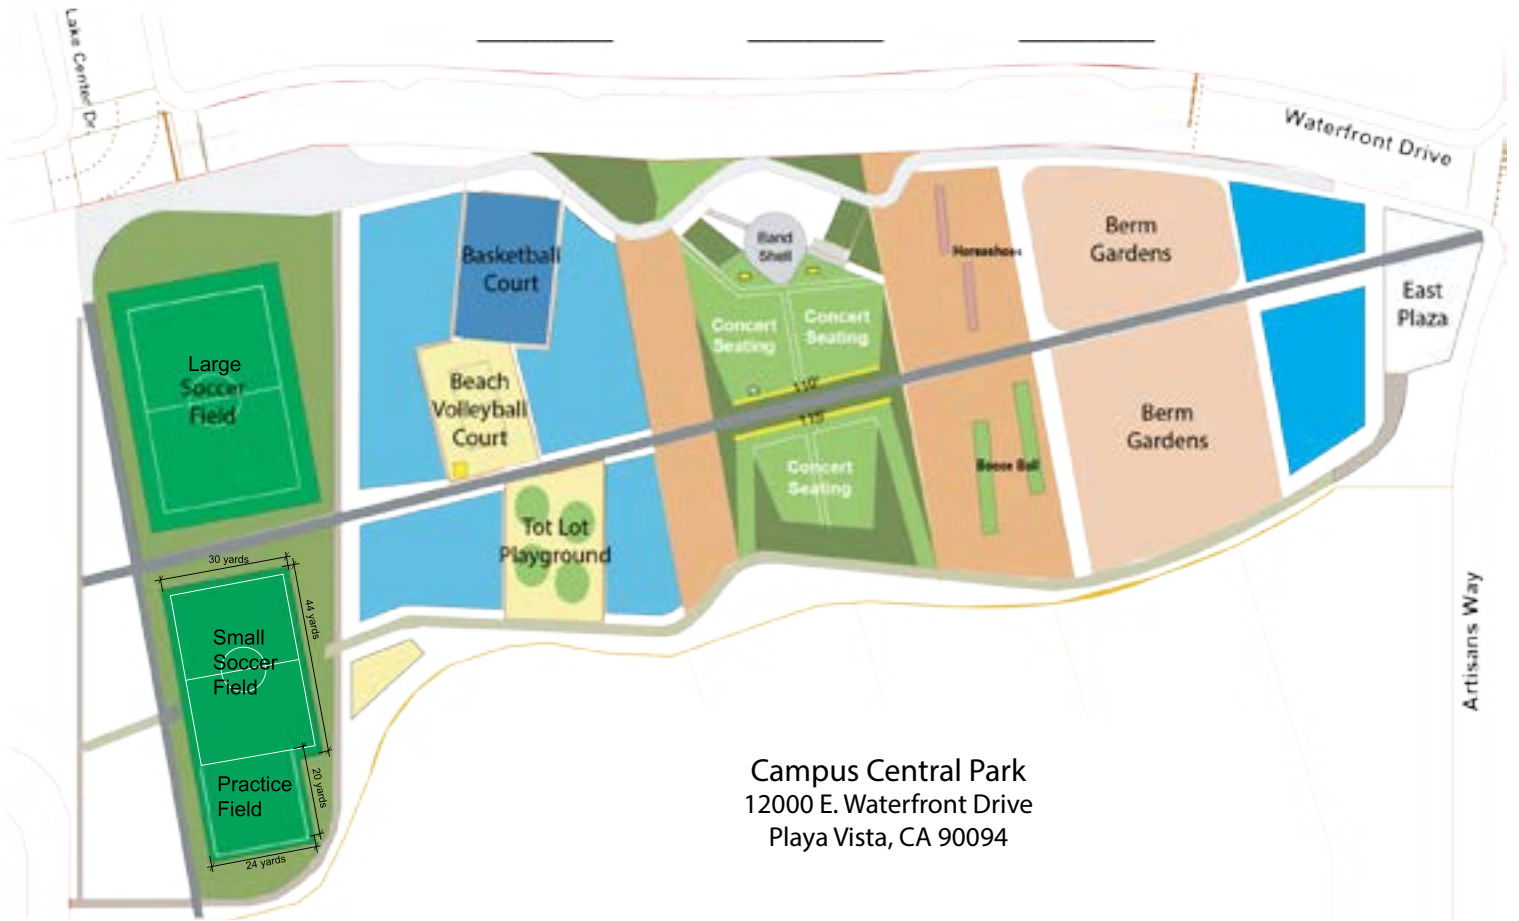 Lake Center Dr
Waterfront Drive
Basketball
Court
Band
Shell
Horseshoes
Berm
Gardens
East
Plaza
Concert
Seating
Concert
Seating
Large
Soccer
Field
Beach
Volleyball
Court
110'
115'
Berm
Gardens
Concert
Seating
Bocce Ball
Tot Lot
Playground
30 yards
44 yards
Small
Soccer
Field
Artisans Way
Practice
Field
20 yards
24 yards
Campus Central Park
12000 E. Waterfront Drive
Playa Vista, CA 90094